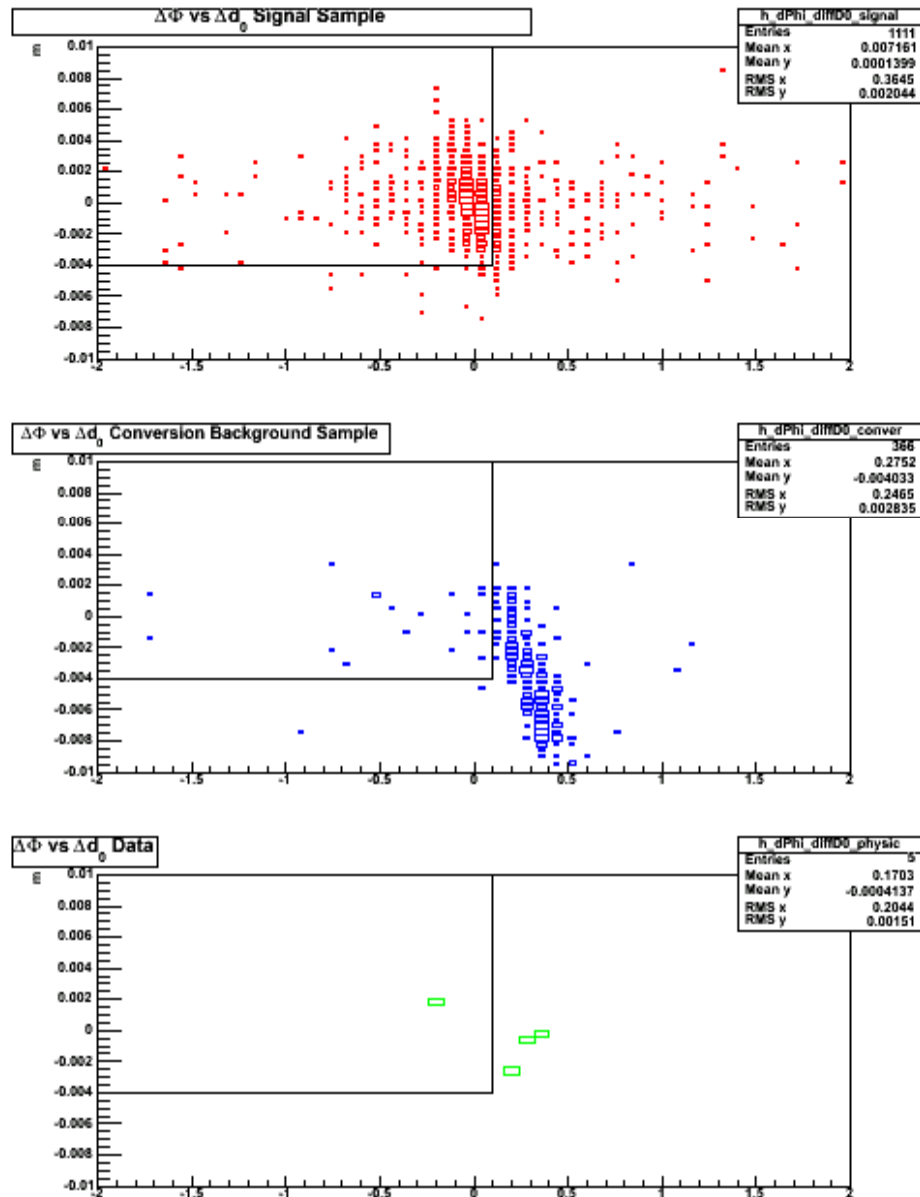 ΔΦ vs Δd0 Signal Sample
h_dPhi_diffD0_signal
Entries 1111
Mean x 0.007161
Mean y 0.0001399
RMS x 0.3645
RMS y 0.002044
m
0.01
0.008
0.006
0.004
0.002
0
-0.002
-0.004
-0.006
-0.008
-0.01
-2 -1.5 -1 -0.5 0 0.5 1 1.5 2
ΔΦ vs Δd0 Conversion Background Sample
h_dPhi_diffD0_conver
Entries 366
Mean x 0.2752
Mean y -0.004033
RMS x 0.2465
RMS y 0.002835
m
0.01
0.008
0.006
0.004
0.002
0
-0.002
-0.004
-0.006
-0.008
-0.01
-2 -1.5 -1 -0.5 0 0.5 1 1.5 2
ΔΦ vs Δd0 Data
h_dPhi_diffD0_physic
Entries 5
Mean x 0.1703
Mean y -0.0004137
RMS x 0.2044
RMS y 0.00151
m
0.01
0.008
0.006
0.004
0.002
0
-0.002
-0.004
-0.006
-0.008
-0.01
-2 -1.5 -1 -0.5 0 0.5 1 1.5 2